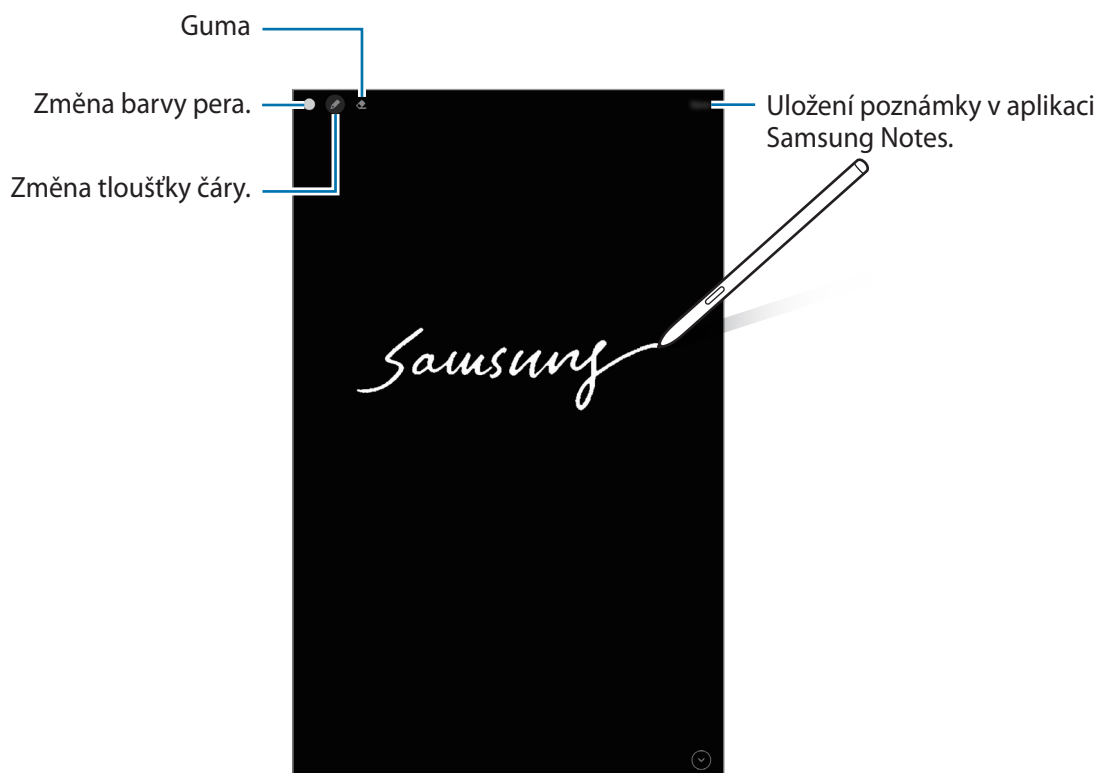 Guma
Změna barvy pera.
Uložení poznámky v aplikaci
Samsung Notes.
Změna tloušťky čáry.
Samsung